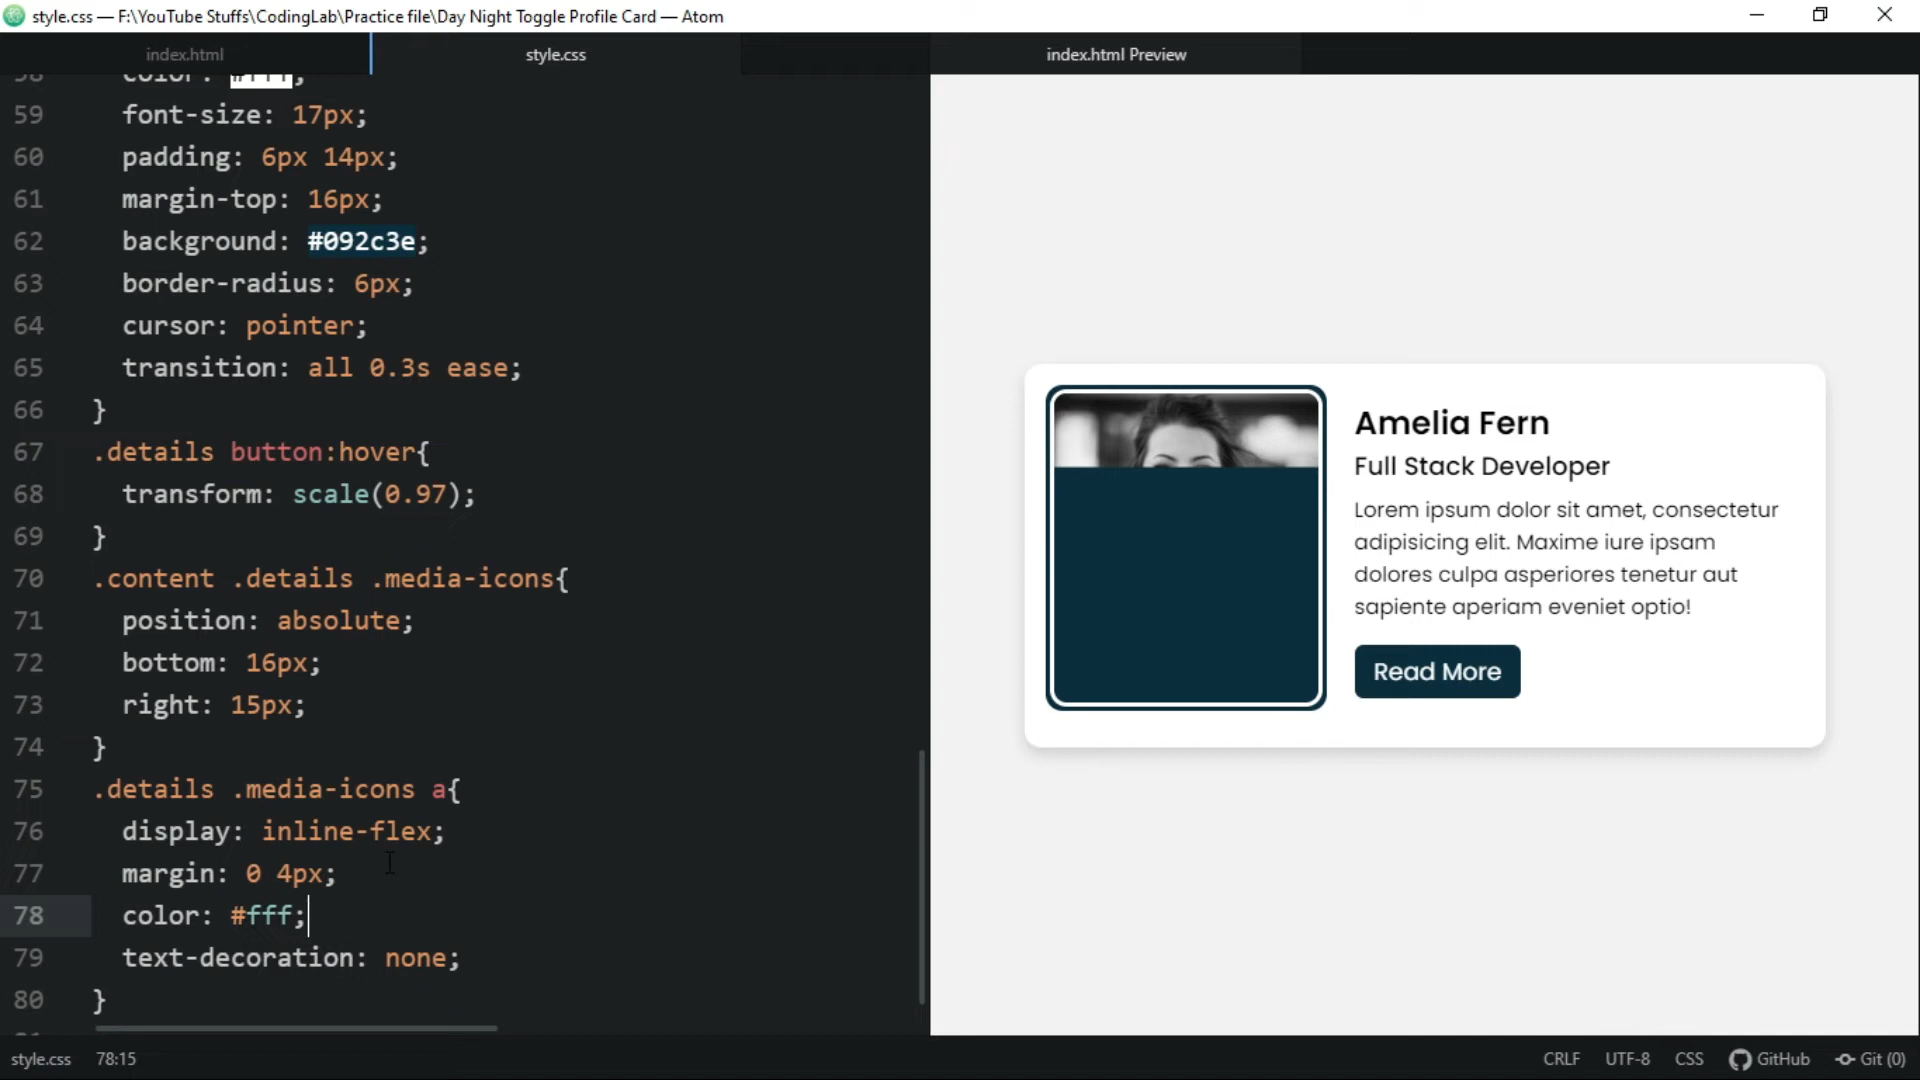 style.css — F:\YouTube Stuffs\CodingLab\Practice file\Day Night Toggle Profile Card — Atom
index.html
style.css
index.html Preview
58 color: #fff;
59 font-size: 17px;
60 padding: 6px 14px;
61 margin-top: 16px;
62 background: #092c3e;
63 border-radius: 6px;
64 cursor: pointer;
65 transition: all 0.3s ease;
66 }
67 .details button:hover{
68 transform: scale(0.97);
69 }
70 .content .details .media-icons{
71 position: absolute;
72 bottom: 16px;
73 right: 15px;
74 }
75 .details .media-icons a{
76 display: inline-flex;
77 margin: 0 4px;
78 color: #fff;
79 text-decoration: none;
80 }
Amelia Fern
Full Stack Developer
Lorem ipsum dolor sit amet, consectetur
adipisicing elit. Maxime iure ipsam
dolores culpa asperiores tenetur aut
sapiente aperiam eveniet optio!
Read More
style.css 78:15
CRLF UTF-8 CSS GitHub Git (0)